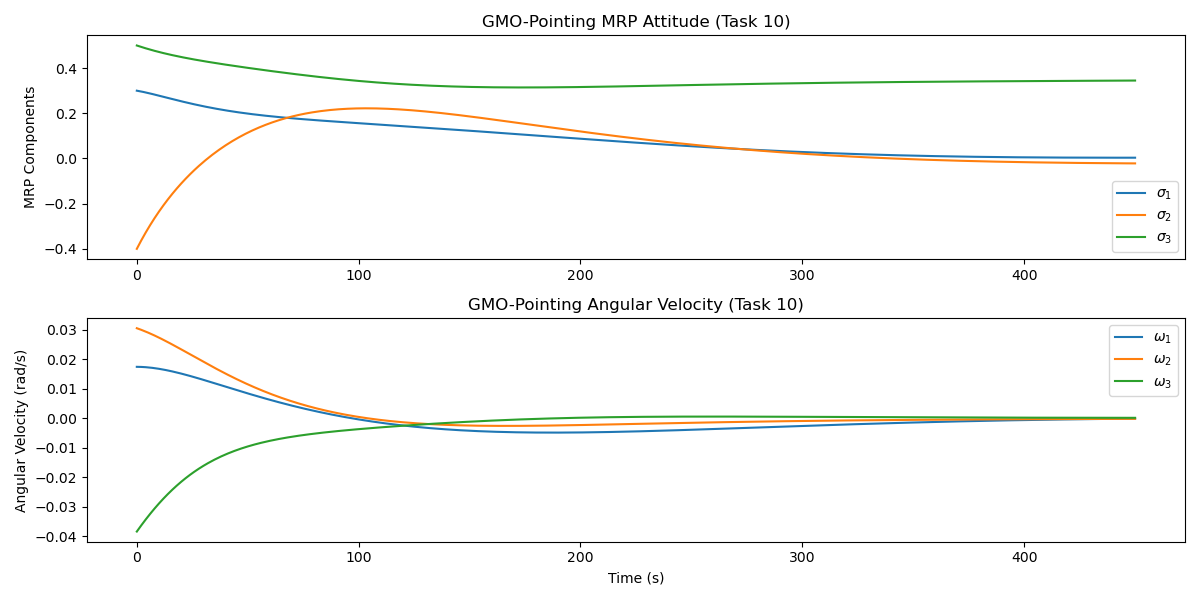 GMO-Pointing MRP Attitude (Task 10)
MRP Components
0.4
0.2
0.0
−0.2
−0.4
σ₁
σ₂
σ₃
0 100 200 300 400
GMO-Pointing Angular Velocity (Task 10)
Angular Velocity (rad/s)
0.03
0.02
0.01
0.00
−0.01
−0.02
−0.03
−0.04
ω₁
ω₂
ω₃
0 100 200 300 400
Time (s)